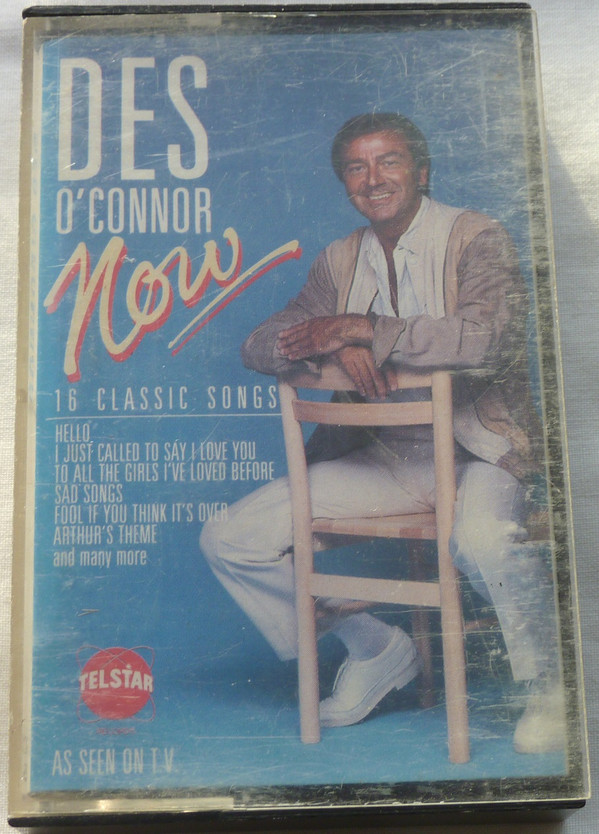 DES
O'CONNOR
Now
16 CLASSIC SONGS
HELLO
I JUST CALLED TO SAY I LOVE YOU
TO ALL THE GIRLS I'VE LOVED BEFORE
SAD SONGS
FOOL IF YOU THINK IT'S OVER
ARTHUR'S THEME
and many more
TELSTAR
AS SEEN ON T.V.